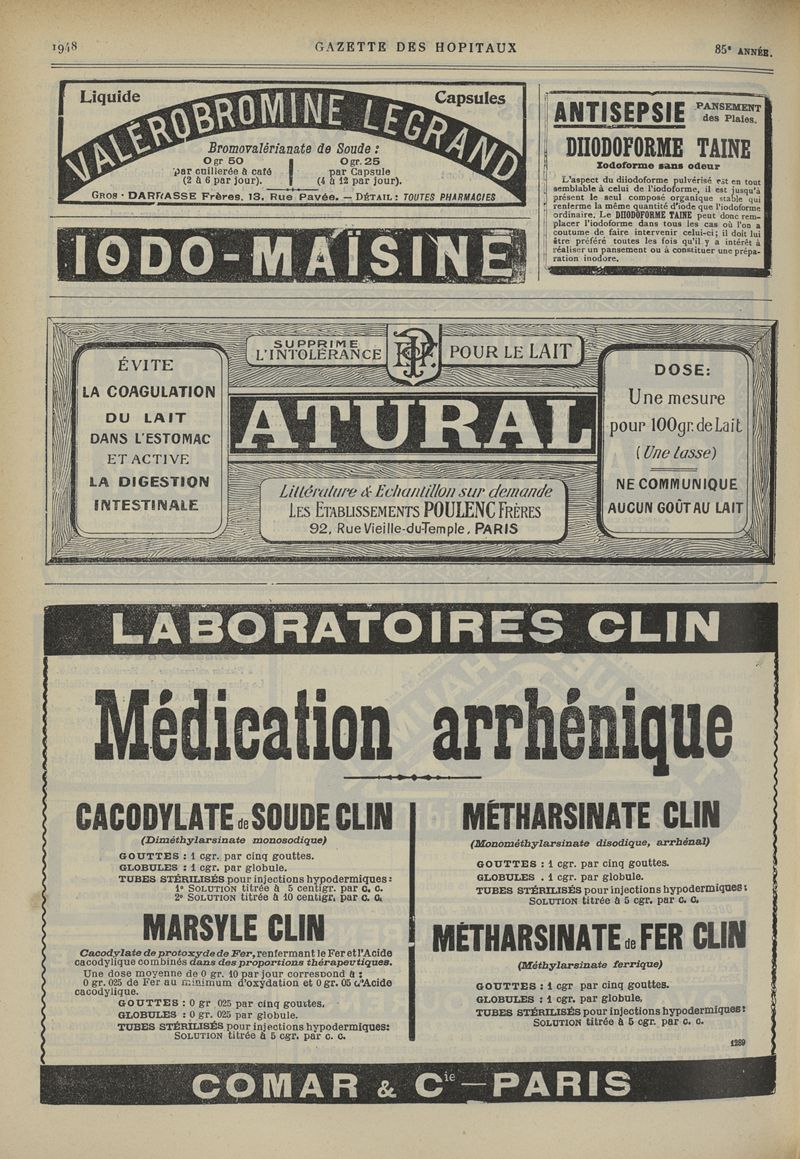 1948 GAZETTE DES HOPITAUX 85e ANNÉE.
Liquide Capsules
VALÉROBROMINE LEGRAND
Bromovalérianate de Soude :
0gr 50 0gr.25
par cuillerée à café par Capsule
(2 à 6 par jour). (4 à 12 par jour).
GROS · DARRASSE Frères, 13, Rue Pavée. — DÉTAIL : TOUTES PHARMACIES
IODO-MAÏSINE
ANTISEPSIE PANSEMENT
des Plaies.
DIIODOFORME TAINE
Iodoforme sans odeur
L'aspect du diiodoforme pulvérisé est en tout
semblable à celui de l'iodoforme, il est jusqu'à
présent le seul composé organique stable qui
renferme la même quantité d'iode que l'iodoforme
ordinaire. Le DIIODOFORME TAINE peut donc rem-
placer l'iodoforme dans tous les cas où l'on a
coutume de faire intervenir celui-ci; il doit lui
être préféré toutes les fois qu'il y a intérêt à
réaliser un pansement ou à constituer une prépa-
ration inodore.
ÉVITE
LA COAGULATION
DU LAIT
DANS L'ESTOMAC
ET ACTIVE
LA DIGESTION
INTESTINALE
SUPPRIME
L'INTOLÉRANCE
POUR LE LAIT
ATURAL
Littérature & Echantillon sur demande
LES ETABLISSEMENTS POULENC FRÈRES
92, Rue Vieille-du-Temple, PARIS
DOSE:
Une mesure
pour 100gr. de Lait
(Une tasse)
NE COMMUNIQUE
AUCUN GOÛT AU LAIT
LABORATOIRES CLIN
Médication arrhénique
CACODYLATE de SOUDE CLIN
(Diméthylarsinate monosodique)
GOUTTES : 1 cgr. par cinq gouttes.
GLOBULES : 1 cgr. par globule.
TUBES STÉRILISÉS pour injections hypodermiques :
1° SOLUTION titrée à 5 centigr. par c. c.
2° SOLUTION titrée à 10 centigr. par c. c.
MARSYLE CLIN
Cacodylate de protoxyde de Fer, renfermant le Fer et l'Acide
cacodylique combinés dans des proportions thérapeutiques.
Une dose moyenne de 0 gr. 10 par jour correspond à :
0 gr. 025 de Fer au minimum d'oxydation et 0 gr. 05 d'Acide
cacodylique.
GOUTTES : 0 gr 025 par cinq gouttes.
GLOBULES : 0 gr. 025 par globule.
TUBES STÉRILISÉS pour injections hypodermiques:
SOLUTION titrée à 5 cgr. par c. c.
MÉTHARSINATE CLIN
(Monométhylarsinate disodique, arrhénal)
GOUTTES : 1 cgr. par cinq gouttes.
GLOBULES . 1 cgr. par globule.
TUBES STÉRILISÉS pour injections hypodermiques :
SOLUTION titrée à 5 cgr. par c. c.
MÉTHARSINATE de FER CLIN
(Méthylarsinate ferrique)
GOUTTES : 1 cgr par cinq gouttes.
GLOBULES : 1 cgr. par globule.
TUBES STÉRILISÉS pour injections hypodermiques :
SOLUTION titrée à 5 cgr. par c. c.
1289
COMAR & Cie — PARIS